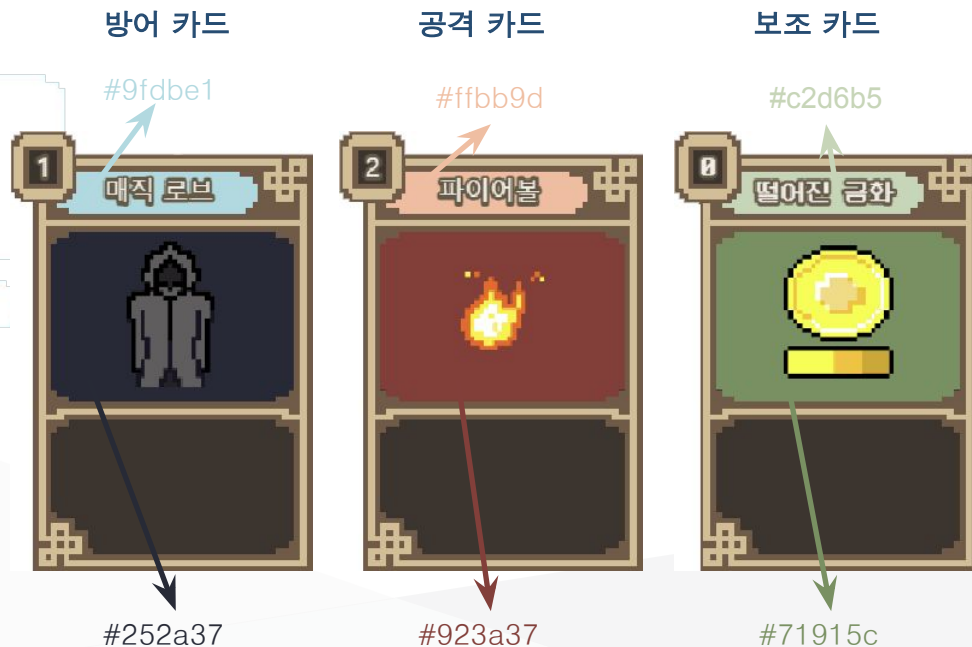 방어 카드
공격 카드
보조 카드
#9fdbe1
#ffbb9d
#c2d6b5
1
매직 로브
2
파이어볼
0
떨어진 금화
#252a37
#923a37
#71915c